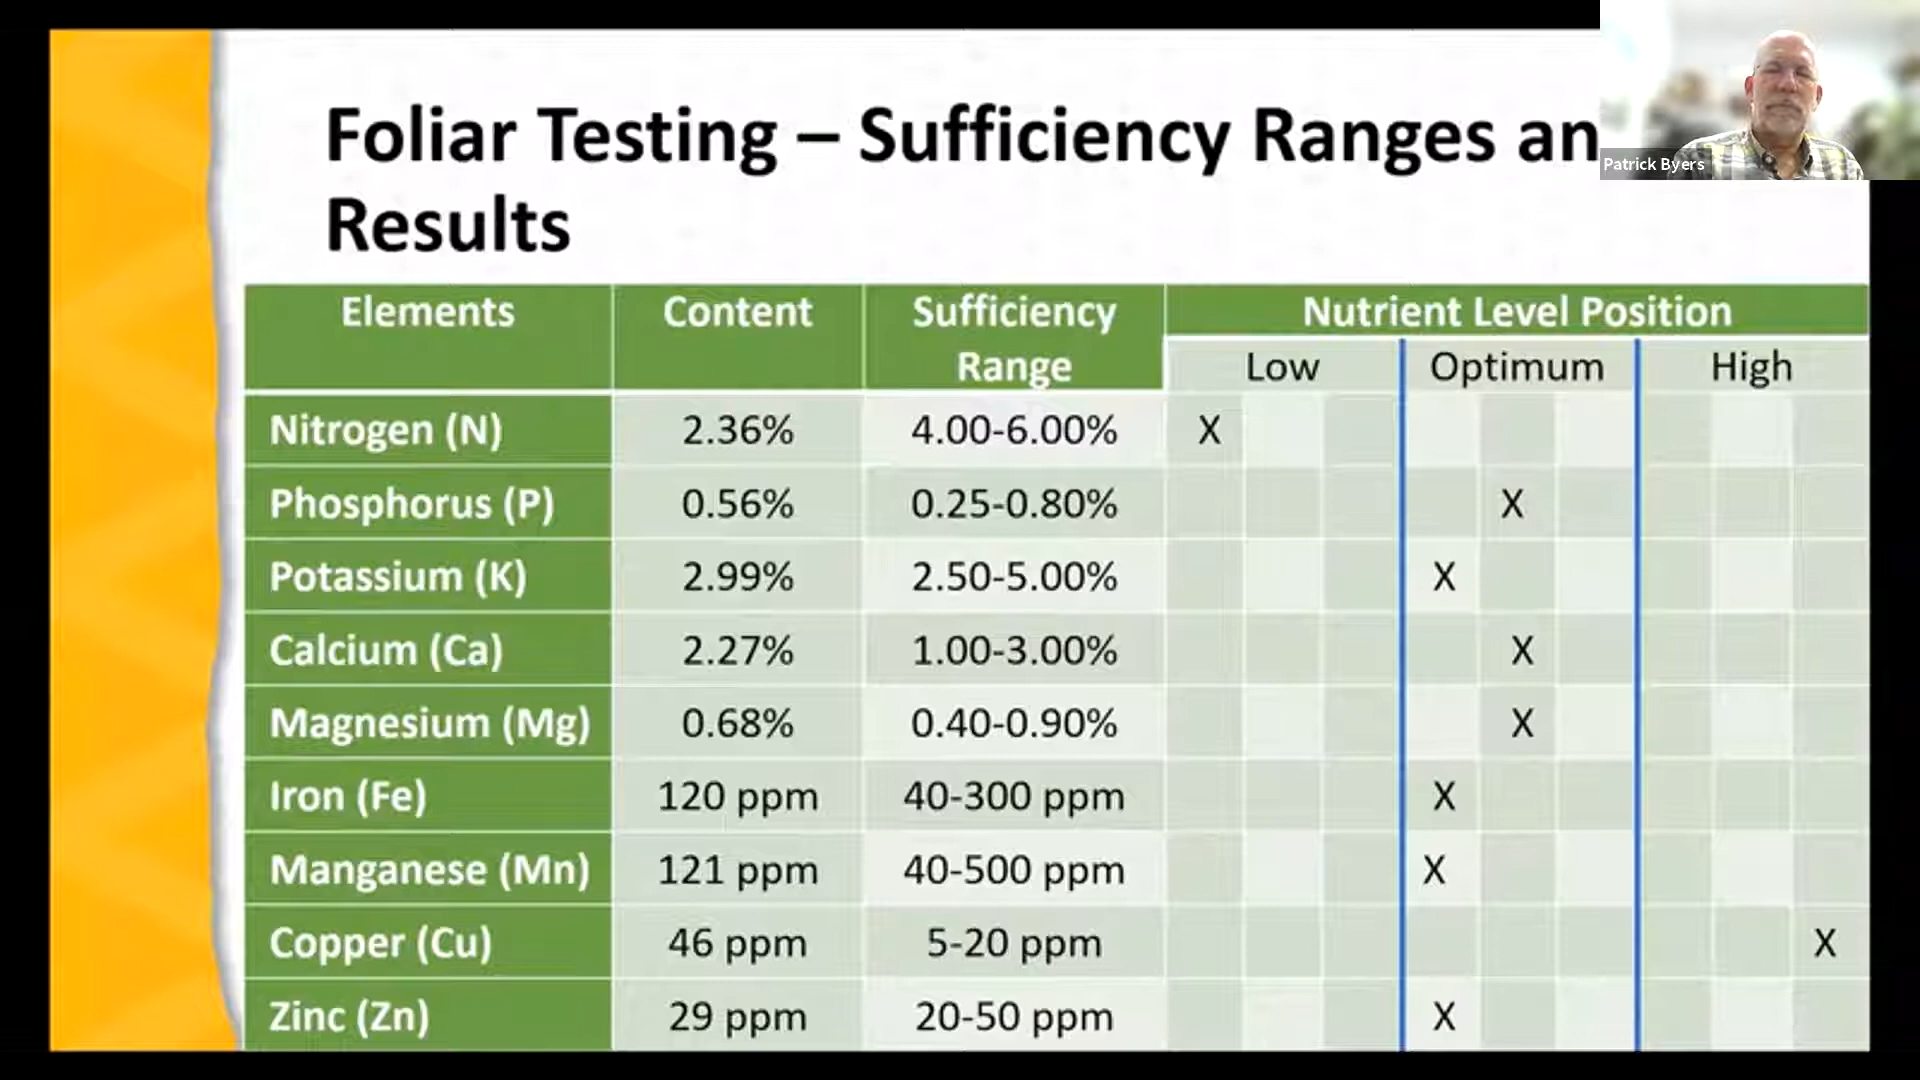 Foliar Testing – Sufficiency Ranges an
Results
Patrick Byers
Elements Content Sufficiency Range Nutrient Level Position
Low Optimum High
Nitrogen (N) 2.36% 4.00-6.00% X
Phosphorus (P) 0.56% 0.25-0.80% X
Potassium (K) 2.99% 2.50-5.00% X
Calcium (Ca) 2.27% 1.00-3.00% X
Magnesium (Mg) 0.68% 0.40-0.90% X
Iron (Fe) 120 ppm 40-300 ppm X
Manganese (Mn) 121 ppm 40-500 ppm X
Copper (Cu) 46 ppm 5-20 ppm X
Zinc (Zn) 29 ppm 20-50 ppm X